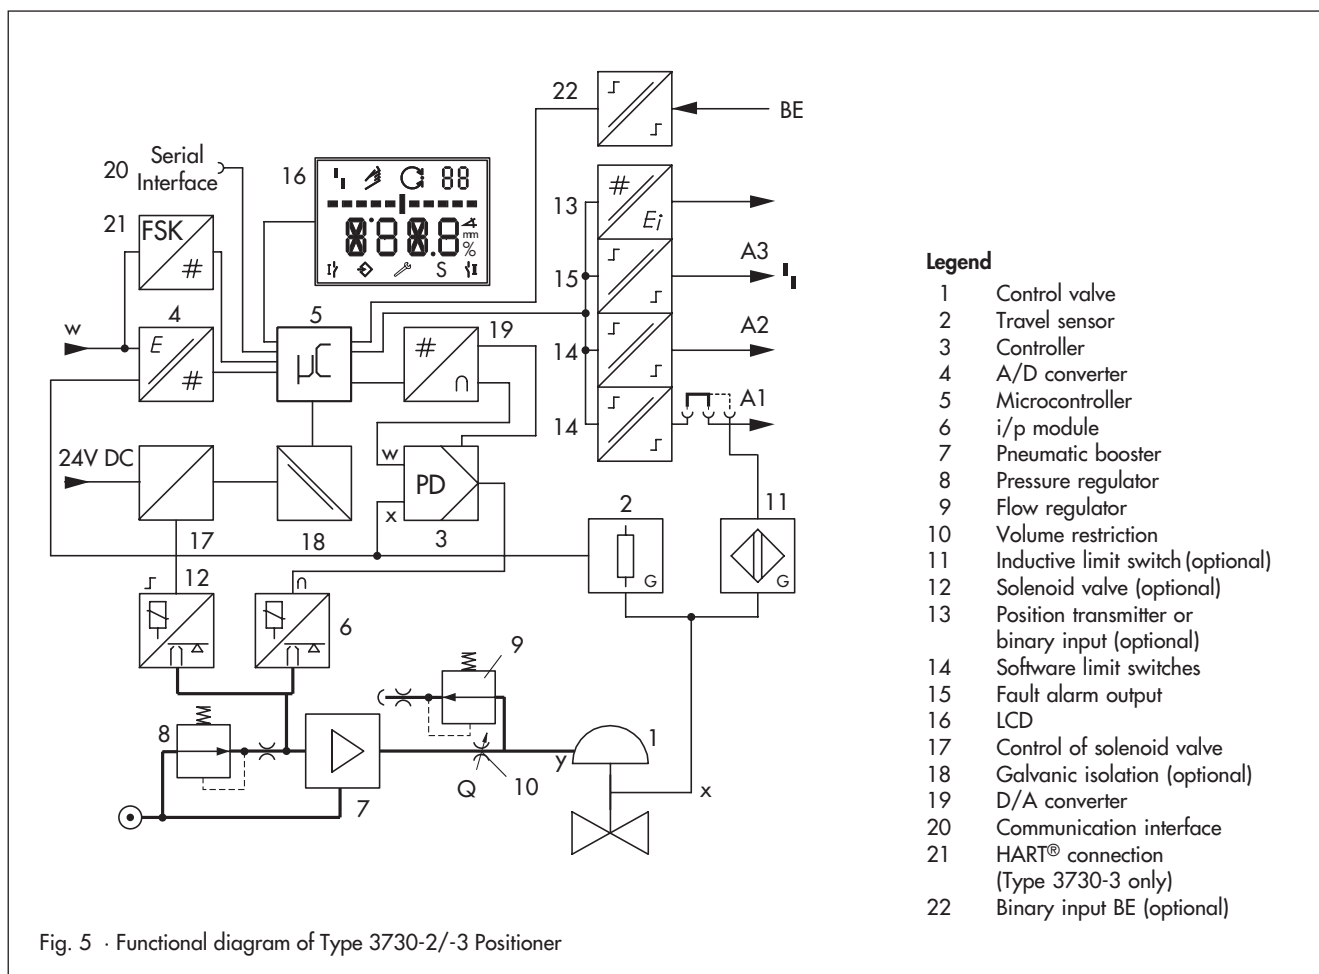 22
BE
Serial
20
Interface
16
88
8°8.8
mm
%
S
21
FSK
#
13
#
Ei
15
A3
w
4
E
#
5
µC
19
#
∩
14
A2
14
A1
24V DC
w
PD
x
3
17
18
2
G
11
G
12
∩
6
9
8
7
Q
10
y
1
x
Legend
1 Control valve
2 Travel sensor
3 Controller
4 A/D converter
5 Microcontroller
6 i/p module
7 Pneumatic booster
8 Pressure regulator
9 Flow regulator
10 Volume restriction
11 Inductive limit switch (optional)
12 Solenoid valve (optional)
13 Position transmitter or
binary input (optional)
14 Software limit switches
15 Fault alarm output
16 LCD
17 Control of solenoid valve
18 Galvanic isolation (optional)
19 D/A converter
20 Communication interface
21 HART® connection
(Type 3730-3 only)
22 Binary input BE (optional)
Fig. 5 · Functional diagram of Type 3730-2/-3 Positioner